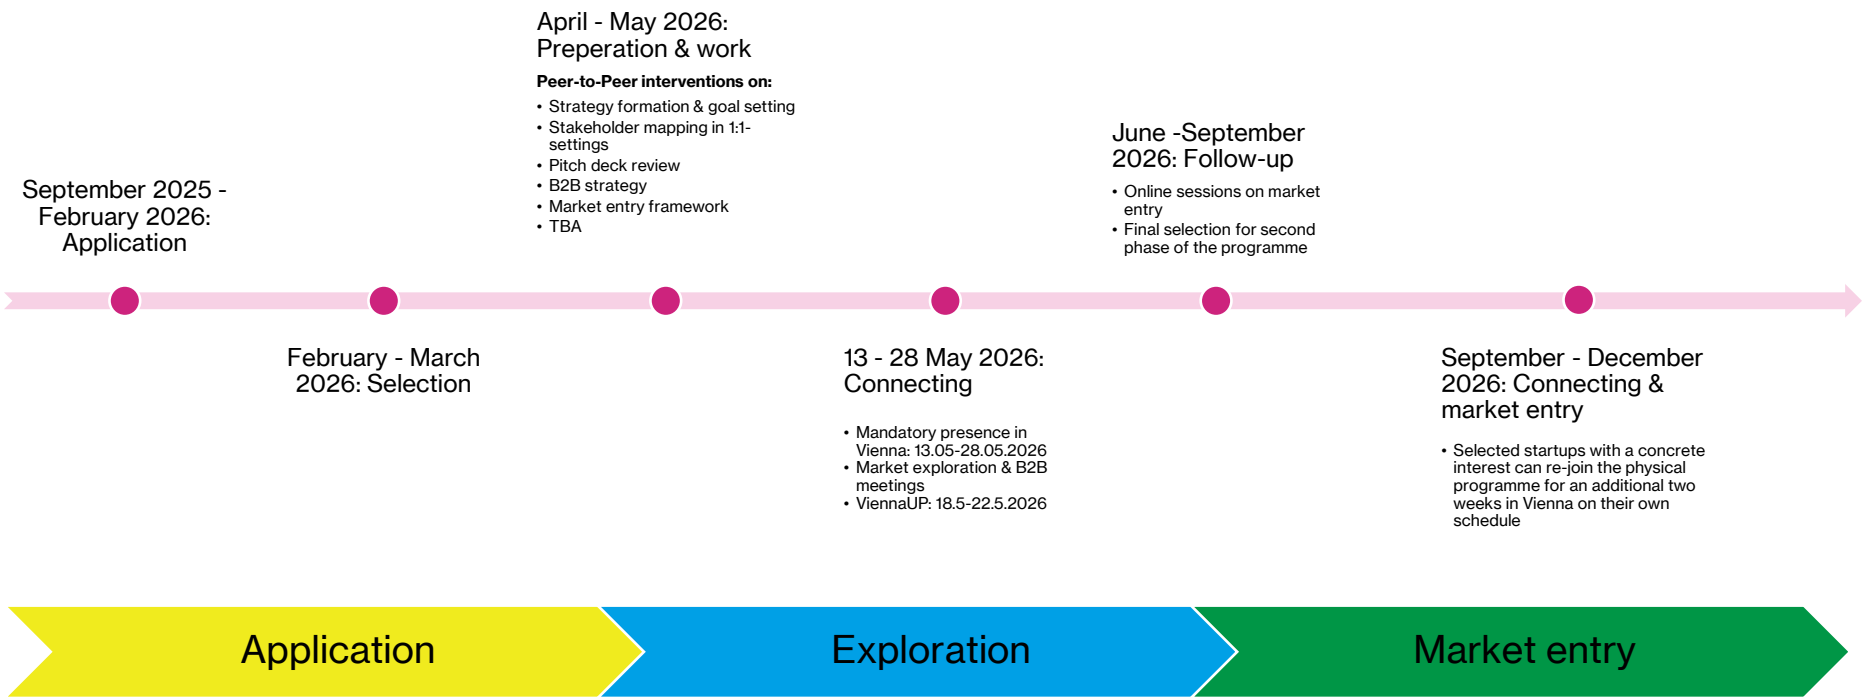 September 2025 -
February 2026:
Application
February - March
2026: Selection
April - May 2026:
Preperation & work
Peer-to-Peer interventions on:
• Strategy formation & goal setting
• Stakeholder mapping in 1:1-
settings
• Pitch deck review
• B2B strategy
• Market entry framework
• TBA
13 - 28 May 2026:
Connecting
• Mandatory presence in
Vienna: 13.05-28.05.2026
• Market exploration & B2B
meetings
• ViennaUP: 18.5-22.5.2026
June -September
2026: Follow-up
• Online sessions on market
entry
• Final selection for second
phase of the programme
September - December
2026: Connecting &
market entry
• Selected startups with a concrete
interest can re-join the physical
programme for an additional two
weeks in Vienna on their own
schedule
Application
Exploration
Market entry